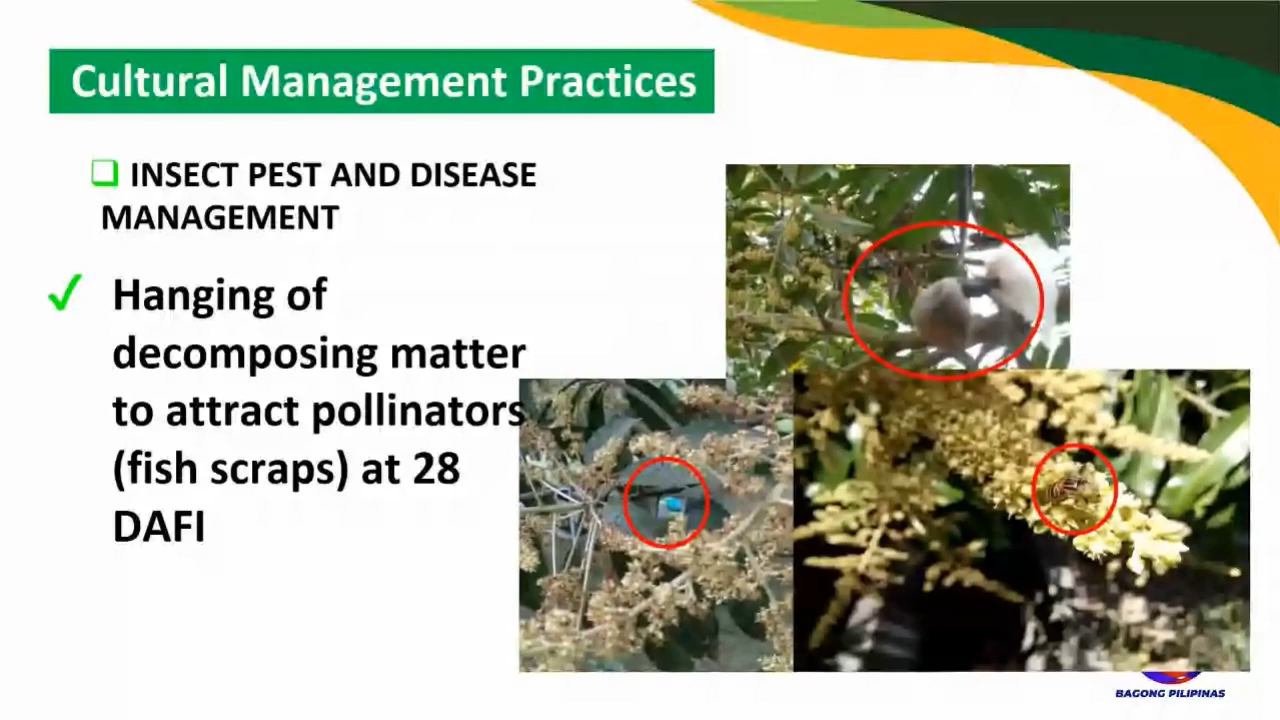 Cultural Management Practices
INSECT PEST AND DISEASE
MANAGEMENT
Hanging of
decomposing matter
to attract pollinators
(fish scraps) at 28
DAFI
BAGONG PILIPINAS